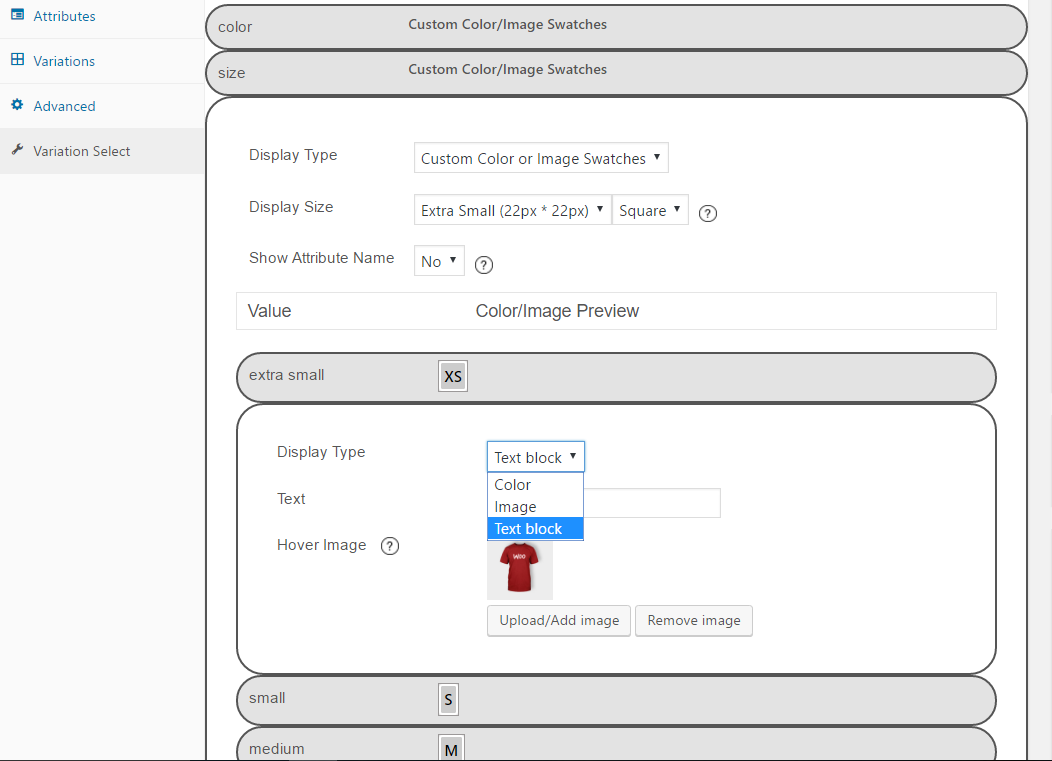 Attributes
Variations
Advanced
Variation Select
color Custom Color/Image Swatches
size Custom Color/Image Swatches
Display Type Custom Color or Image Swatches
Display Size Extra Small (22px * 22px) Square ?
Show Attribute Name No ?
Value Color/Image Preview
extra small XS
Display Type Text block
Color
Text
Image
Text block
Hover Image ?
WOO
Upload/Add image Remove image
small S
medium M